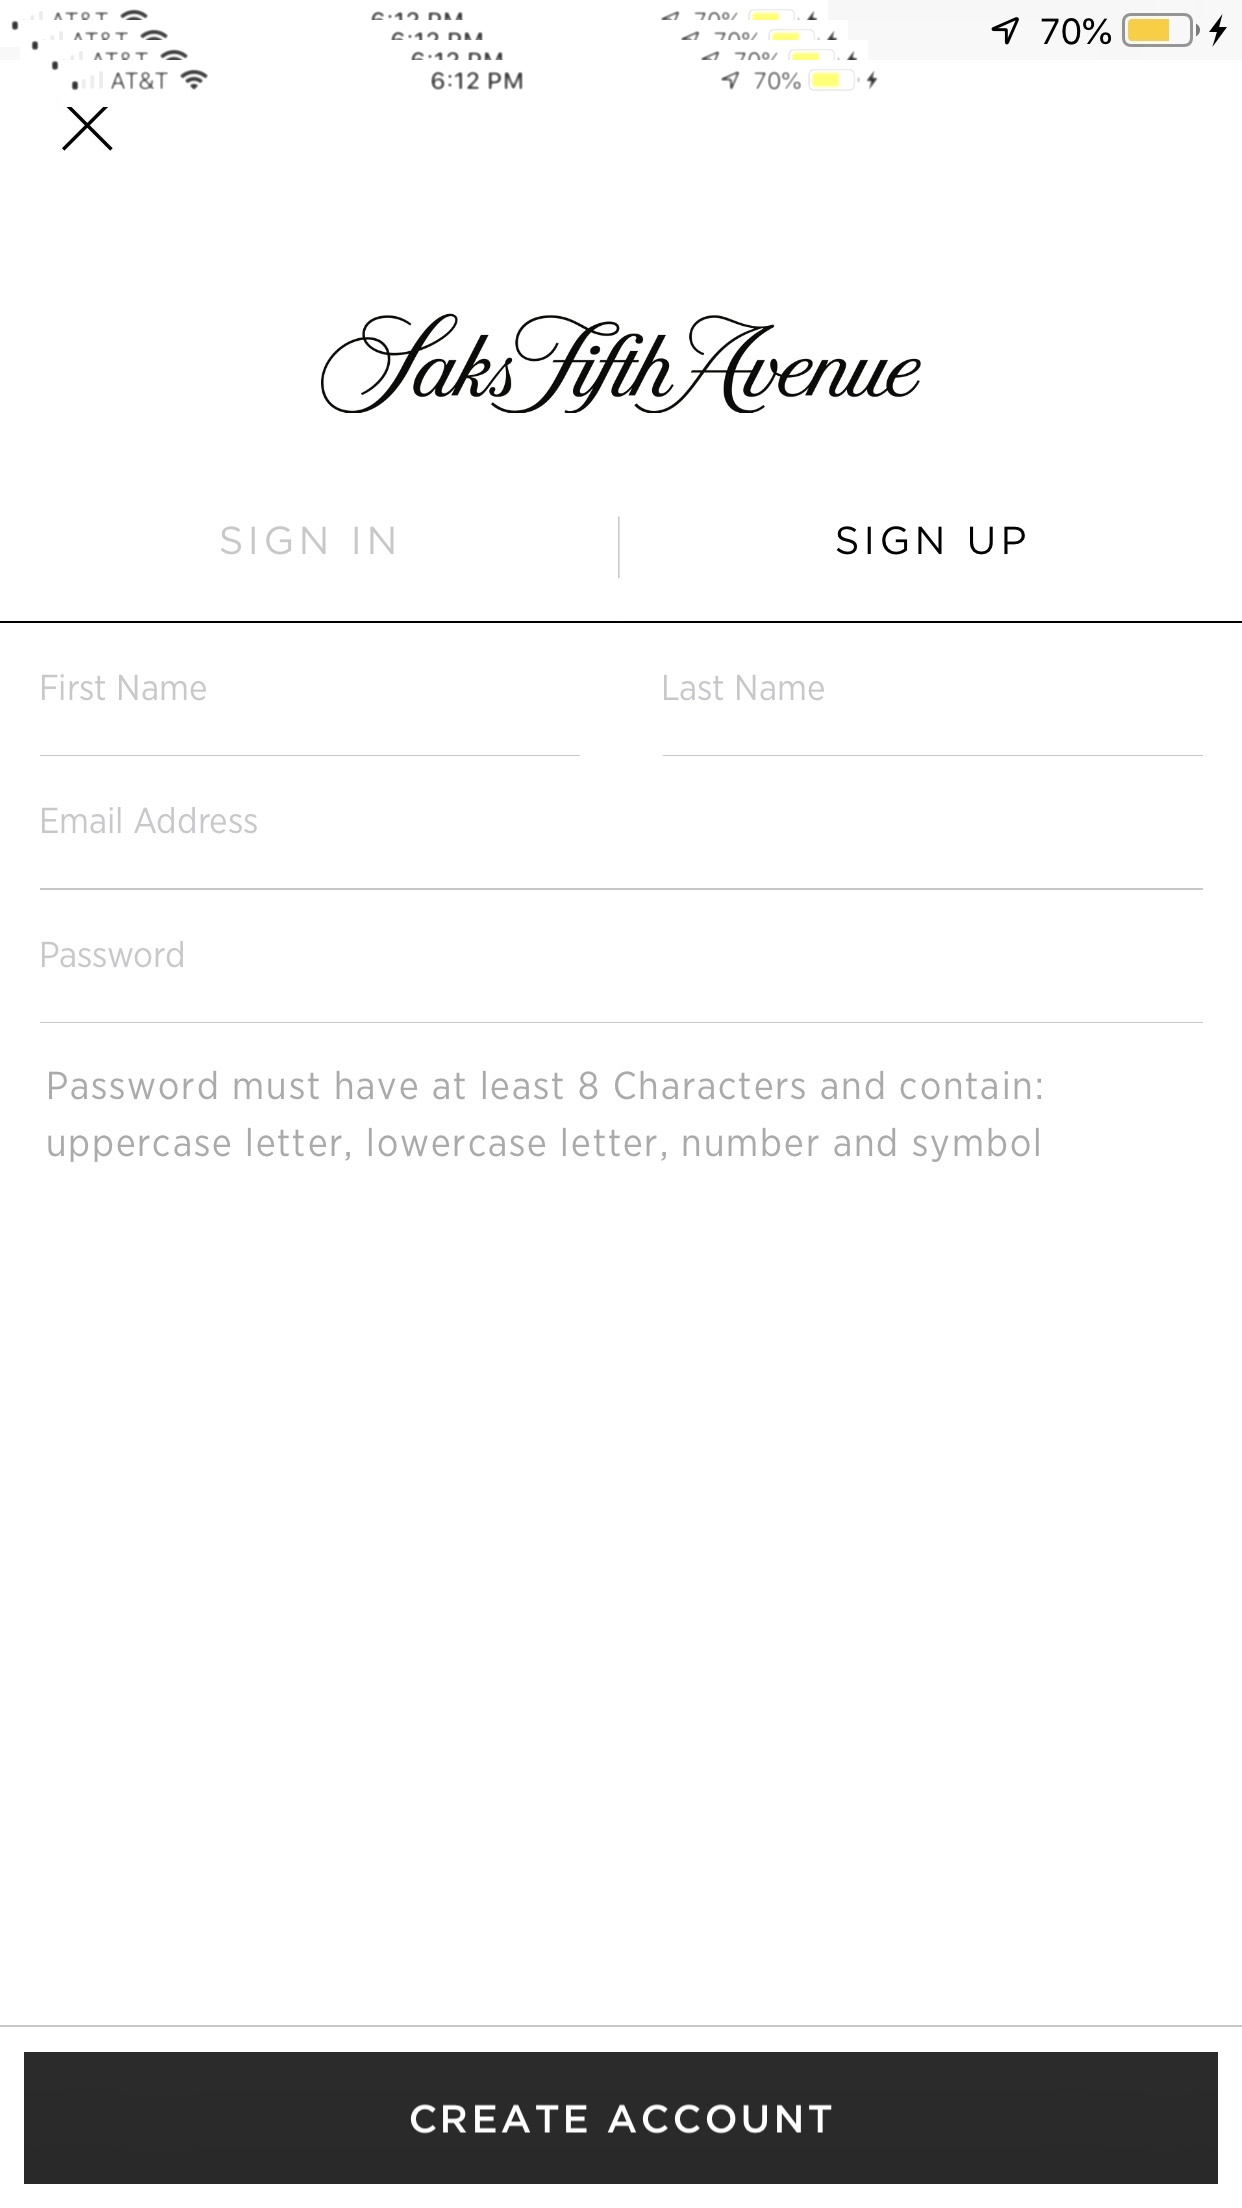 70%
AT&T 6:12 PM 70%
Saks Fifth Avenue
SIGN IN SIGN UP
First Name Last Name
Email Address
Password
Password must have at least 8 Characters and contain:
uppercase letter, lowercase letter, number and symbol
CREATE ACCOUNT